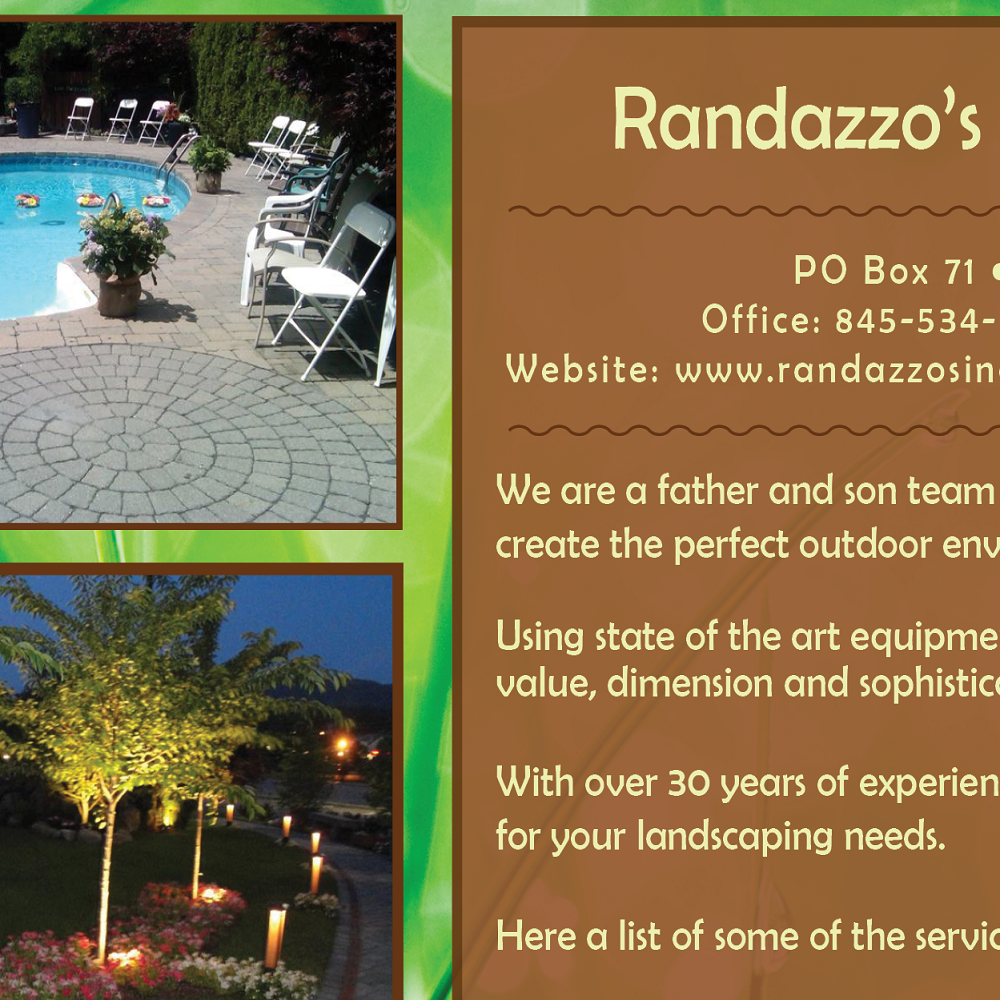 Randazzo's
PO Box 71 •
Office: 845-534-
Website: www.randazzosin
We are a father and son team
create the perfect outdoor env
Using state of the art equipme
value, dimension and sophistic
With over 30 years of experien
for your landscaping needs.
Here a list of some of the servic